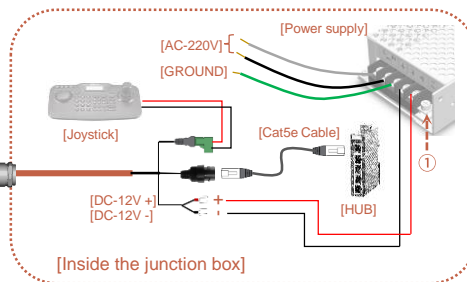 [Power supply]
[AC-220V]
[GROUND]
[Joystick]
[Cat5e Cable]
①
[DC-12V +]
[DC-12V -]
+
-
[HUB]
[Inside the junction box]